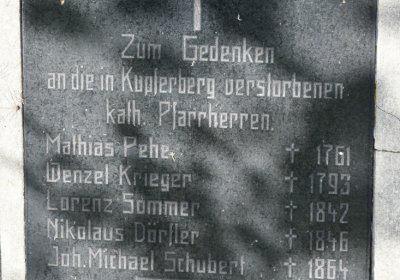 Zum Gedenken
an die in Kupferberg verstorbenen
kath. Pfarrherren.
Mathias Pehe. † 1761
Wenzel Krieger † 1793
Lorenz Sommer † 1842
Nikolaus Dörfler † 1846
Joh. Michael Schubert † 1864